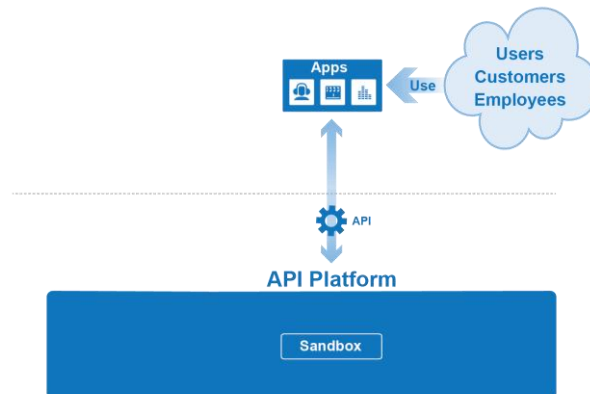 Apps
Use
Users
Customers
Employees
API
API Platform
Sandbox